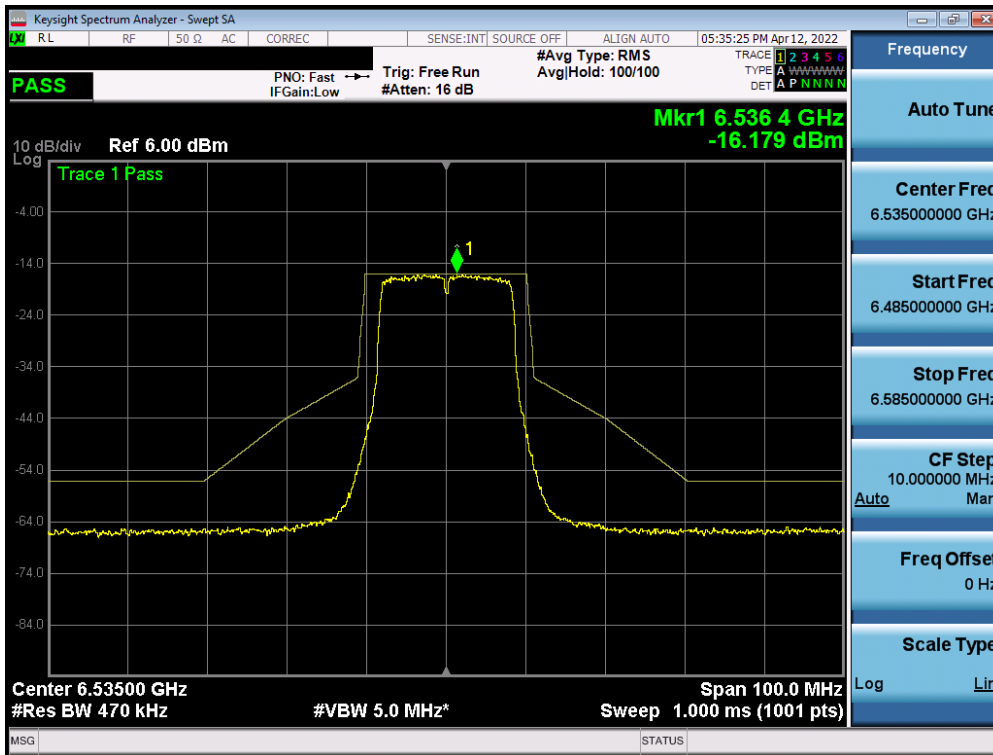 Keysight Spectrum Analyzer - Swept SA
LXI RL RF 50 Ω AC CORREC SENSE:INT SOURCE OFF ALIGN AUTO 05:35:25 PM Apr 12, 2022
PASS
PNO: Fast
IFGain:Low
Trig: Free Run
#Atten: 16 dB
#Avg Type: RMS
Avg|Hold: 100/100
TRACE 1 2 3 4 5 6
TYPE A WWWWW
DET A P N N N N
Mkr1 6.536 4 GHz
-16.179 dBm
10 dB/div Ref 6.00 dBm
Log
Trace 1 Pass
1
-4.00
-14.0
-24.0
-34.0
-44.0
-54.0
-64.0
-74.0
-84.0
Center 6.53500 GHz Span 100.0 MHz
#Res BW 470 kHz #VBW 5.0 MHz* Sweep 1.000 ms (1001 pts)
MSG STATUS
Frequency
Auto Tune
Center Freq
6.535000000 GHz
Start Freq
6.485000000 GHz
Stop Freq
6.585000000 GHz
CF Step
10.000000 MHz
Auto Man
Freq Offset
0 Hz
Scale Type
Log Lin